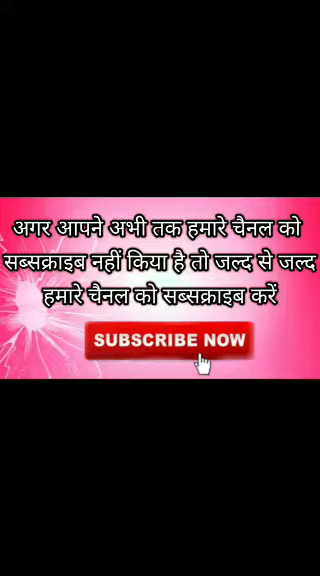 अगर आपने अभी तक हमारे चैनल को
सब्सक्राइब नहीं किया है तो जल्द से जल्द
हमारे चैनल को सब्सक्राइब करें
SUBSCRIBE NOW